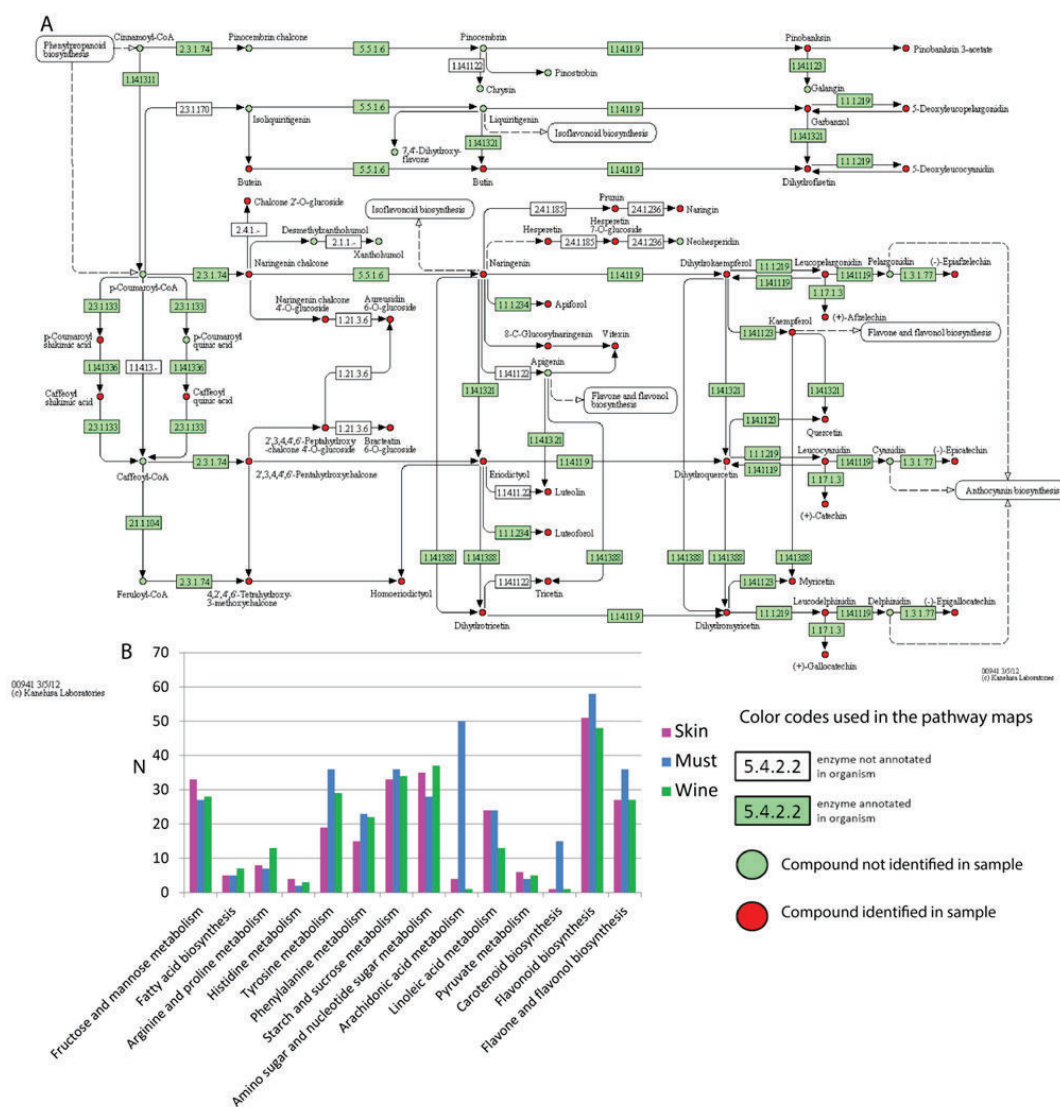 A
Cinnamoyl-CoA
2.3.1.74
Pinocembrin chalcone
5.5.1.6
Pinocembrin
1.14.11.9
Pinobanksin
Pinobanksin 3-acetate
Phenylpropanoid
biosynthesis
1.14.13.11
1.14.11.22
Pinostrobin
Chrysin
1.14.11.23
Galangin
2.3.1.170
Isoliquiritigenin
5.5.1.6
Liquiritigenin
1.14.11.9
Garbanzol
1.1.1.219
5-Deoxyleucopelargonidin
Isoflavonoid biosynthesis
7,4'-Dihydroxy-
flavone
1.14.13.21
1.14.13.21
Butein
5.5.1.6
Butin
1.14.11.9
Dihydrofisetin
1.1.1.219
5-Deoxyleucocyanidin
Chalcone 2'-O-glucoside
Isoflavonoid biosynthesis
2.4.1.185
Prunin
2.4.1.236
Naringin
2.4.1.-
Desmethylxanthohumol
2.1.1.-
Xanthohumol
Hesperetin
2.4.1.185
Hesperetin
7-O-glucoside
2.4.1.236
Neohesperidin
p-Coumaroyl-CoA
2.3.1.74
Naringenin chalcone
5.5.1.6
Naringenin
1.14.11.9
Dihydrokaempferol
1.1.1.219
1.14.11.19
Leucopelargonidin
1.14.11.19
Pelargonidin
1.3.1.77
(-)-Epiafzelechin
1.17.1.3
(+)-Afzelechin
2.3.1.133
2.3.1.133
Naringenin chalcone
4'-O-glucoside
1.21.3.6
Aureusidin
6-O-glucoside
1.1.1.234
Apiforol
1.14.11.23
Kaempferol
Flavone and flavonol biosynthesis
p-Coumaroyl
shikimic acid
p-Coumaroyl
quinic acid
8-C-Glucosylnaringenin
Vitexin
1.14.13.36
1.14.13.-
1.14.13.36
1.21.3.6
1.14.11.22
Apigenin
Flavone and flavonol
biosynthesis
1.14.13.21
1.14.13.21
1.14.13.21
Caffeoyl
shikimic acid
Caffeoyl
quinic acid
2.3.1.133
2.3.1.133
2',3,4,4',6'-Peptahydroxy
-chalcone 4'-O-glucoside
1.21.3.6
Bracteatin
6-O-glucoside
1.14.13.21
1.14.11.23
Quercetin
Caffeoyl-CoA
2.3.1.74
2',3,4,4',6'-Pentahydroxychalcone
Eriodictyol
1.14.11.9
Dihydroquercetin
1.1.1.219
1.14.11.19
Leucocyanidin
1.14.11.19
Cyanidin
1.3.1.77
(-)-Epicatechin
1.14.11.22
Luteolin
1.17.1.3
(+)-Catechin
Anthocyanin biosynthesis
2.1.1.104
1.1.1.234
Luteoforol
1.14.13.88
1.14.13.88
1.14.13.88
1.14.13.88
1.14.13.88
Feruloyl-CoA
2.3.1.74
4,2',4',6'-Tetrahydroxy-
3-methoxychalcone
Homoeriodictyol
1.14.11.22
Tricetin
1.14.11.23
Myricetin
Dihydrotricetin
1.14.11.9
Dihydromyricetin
1.1.1.219
Leucodelphinidin
1.14.11.19
Delphinidin
1.3.1.77
(-)-Epigallocatechin
1.17.1.3
(+)-Gallocatechin
00941 3/5/12
(c) Kanehisa Laboratories
00941 3/5/12
(c) Kanehisa Laboratories
B
70
60
50
40
30
20
10
0
N
Fructose and mannose metabolism
Fatty acid biosynthesis
Arginine and proline metabolism
Histidine metabolism
Tyrosine metabolism
Phenylalanine metabolism
Starch and sucrose metabolism
Amino sugar and nucleotide sugar metabolism
Arachidonic acid metabolism
Linoleic acid metabolism
Pyruvate metabolism
Carotenoid biosynthesis
Flavonoid biosynthesis
Flavone and flavonol biosynthesis
Skin
Must
Wine
Color codes used in the pathway maps
5.4.2.2
enzyme not annotated
in organism
5.4.2.2
enzyme annotated
in organism
Compound not identified in sample
Compound identified in sample